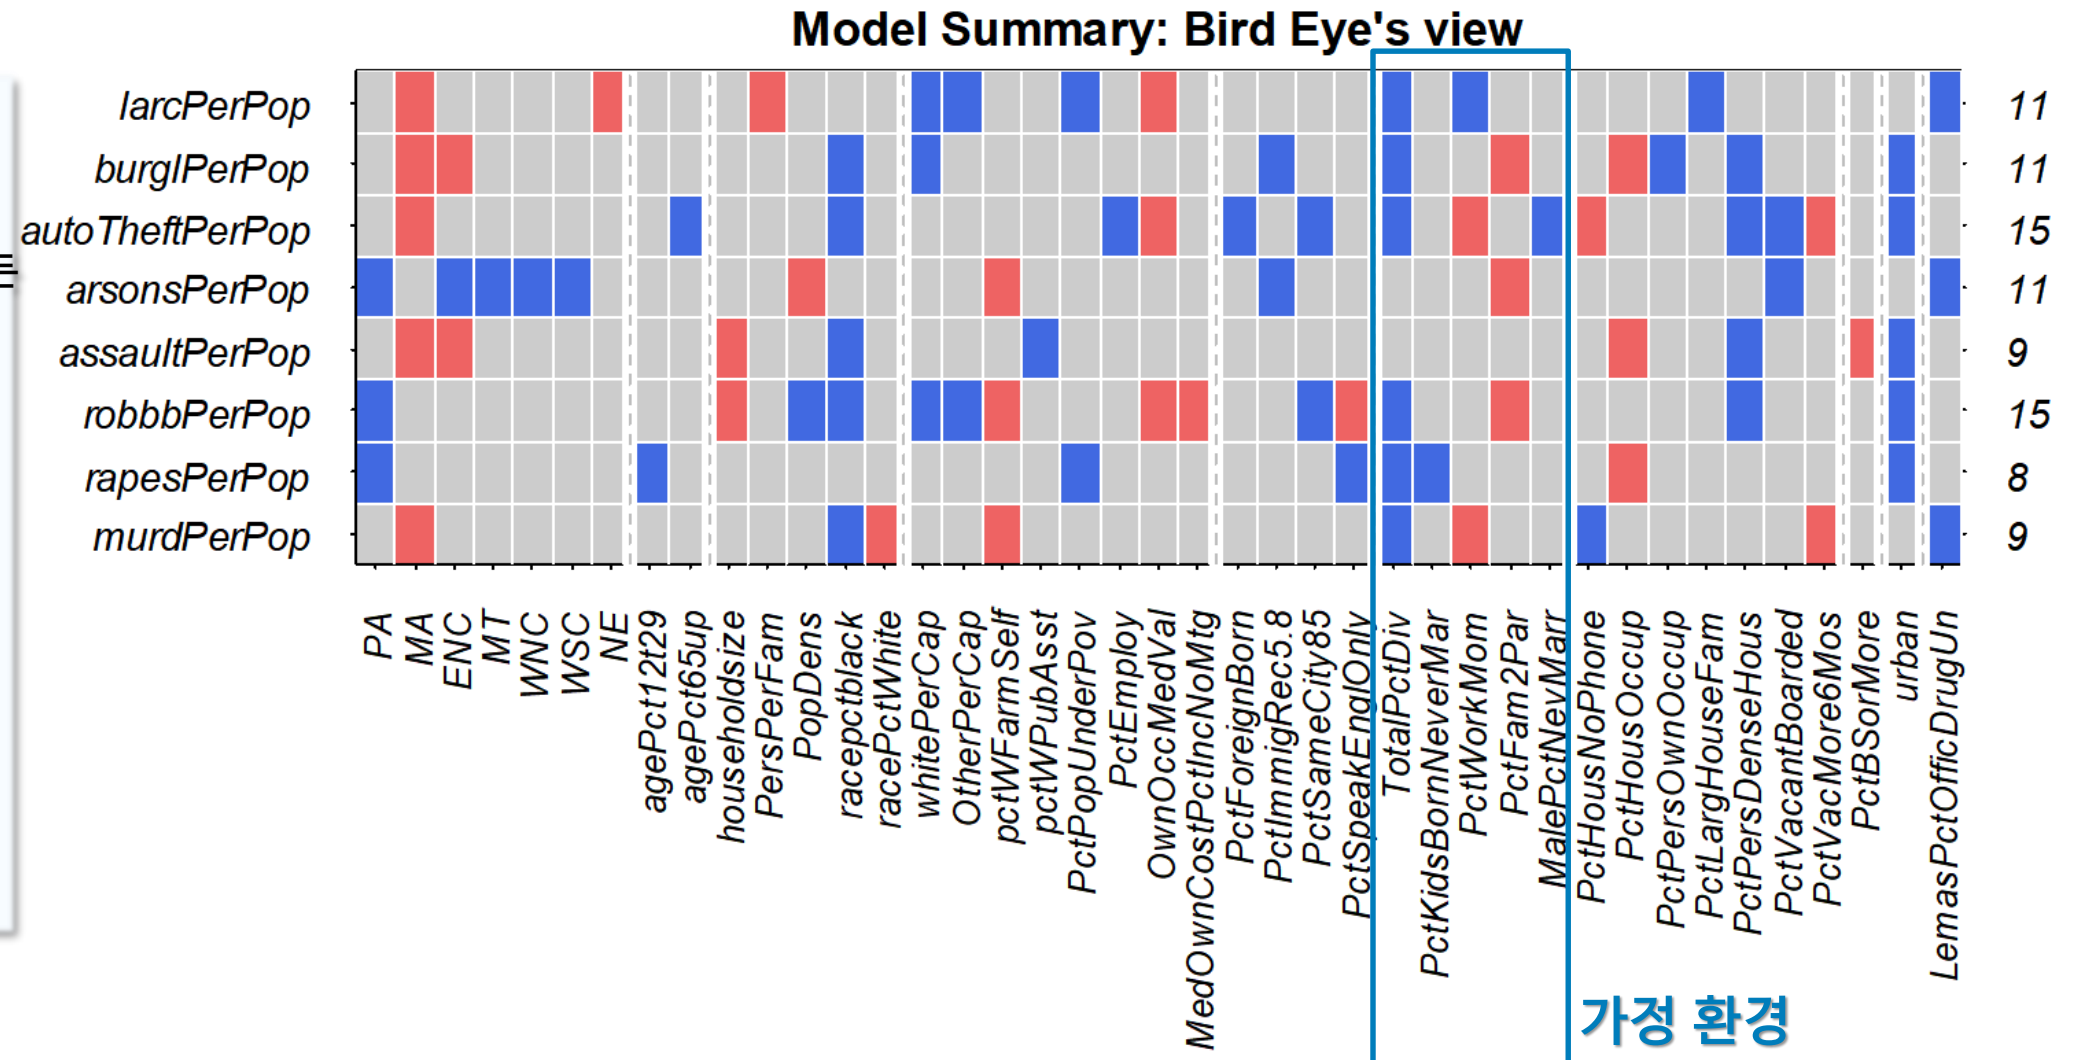 Model Summary: Bird Eye's view
larcPerPop 11
burglPerPop 11
autoTheftPerPop 15
arsonsPerPop 11
assaultPerPop 9
robbbPerPop 15
rapesPerPop 8
murdPerPop 9
PA
MA
ENC
MT
WNC
WSC
NE
agePct12t29
agePct65up
householdsize
PersPerFam
PopDens
racepctblack
racePctWhite
whitePerCap
OtherPerCap
pctWFarmSelf
pctWPubAsst
PctPopUnderPov
PctEmploy
OwnOccMedVal
MedOwnCostPctIncNoMtg
PctForeignBorn
PctImmigRec5.8
PctSameCity85
PctSpeakEnglOnly
TotalPctDiv
PctKidsBornNeverMar
PctWorkMom
PctFam2Par
MalePctNevMarr
PctHousNoPhone
PctHousOccup
PctPersOwnOccup
PctLargHouseFam
PctPersDenseHous
PctVacantBoarded
PctVacMore6Mos
PctBSorMore
urban
LemasPctOfficDrugUn
가정 환경